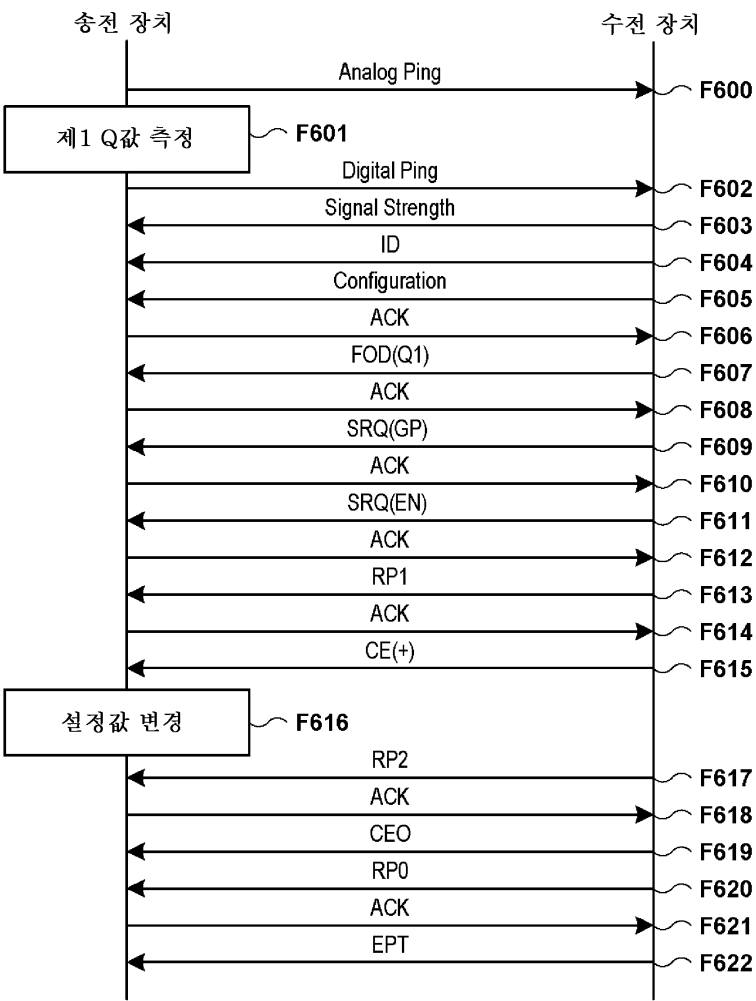 송전 장치
수전 장치
Analog Ping
F600
제1 Q값 측정
F601
Digital Ping
F602
Signal Strength
F603
ID
F604
Configuration
F605
ACK
F606
FOD(Q1)
F607
ACK
F608
SRQ(GP)
F609
ACK
F610
SRQ(EN)
F611
ACK
F612
RP1
F613
ACK
F614
CE(+)
F615
설정값 변경
F616
RP2
F617
ACK
F618
CEO
F619
RP0
F620
ACK
F621
EPT
F622